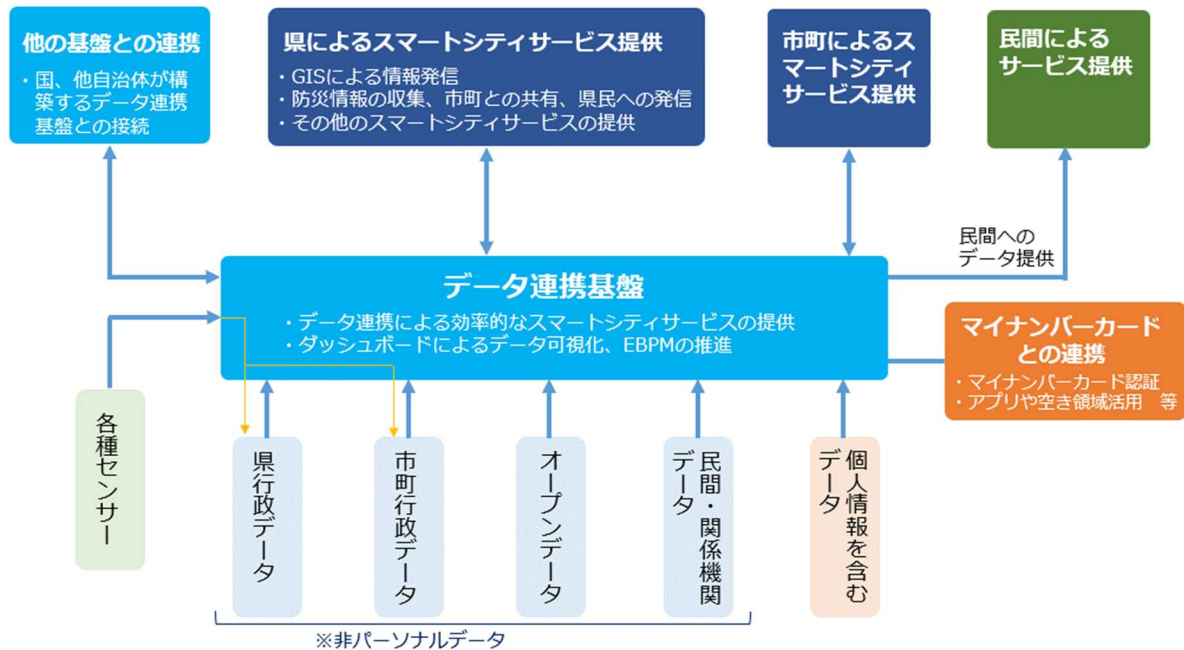 他の基盤との連携
・国、他自治体が構
築するデータ連携
基盤との接続
県によるスマートシティサービス提供
・GISによる情報発信
・防災情報の収集、市町との共有、県民への発信
・その他のスマートシティサービスの提供
市町によるス
マートシティ
サービス提供
民間による
サービス提供
民間への
データ提供
データ連携基盤
・データ連携による効率的なスマートシティサービスの提供
・ダッシュボードによるデータ可視化、EBPMの推進
マイナンバーカード
との連携
・マイナンバーカード認証
・アプリや空き領域活用　等
各種センサー
県行政データ
市町行政データ
オープンデータ
民間・関係機関
データ
個人情報を含む
データ
※非パーソナルデータ